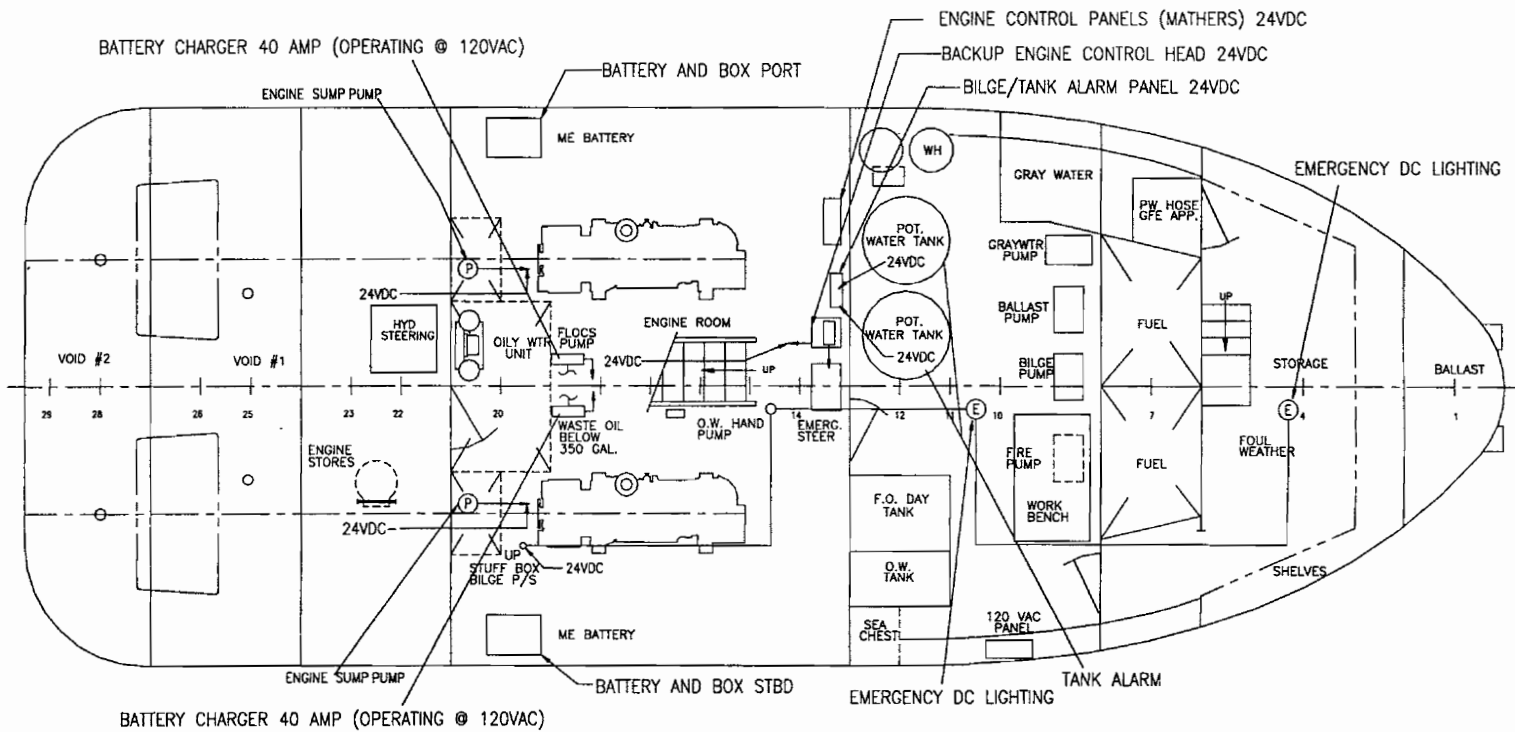 ENGINE CONTROL PANELS (MATHERS) 24VDC
BATTERY CHARGER 40 AMP (OPERATING @ 120VAC)
BACKUP ENGINE CONTROL HEAD 24VDC
BATTERY AND BOX PORT
BILGE/TANK ALARM PANEL 24VDC
ENGINE SUMP PUMP
ME BATTERY
WH
GRAY WATER
EMERGENCY DC LIGHTING
PW HOSE
GFE APP.
POT.
WATER TANK
24VDC
GRAYWTR
PUMP
P
24VDC
HYD
STEERING
OILY WTR
UNIT
FLOCS
PUMP
ENGINE ROOM
UP
24VDC
POT.
WATER TANK
24VDC
BALLAST
PUMP
FUEL
UP
BILGE
PUMP
VOID #2
VOID #1
STORAGE
BALLAST
29
28
26
25
23
22
20
14
12
11
10
7
4
1
WASTE OIL
BELOW
350 GAL.
O.W. HAND
PUMP
EMERG.
STEER
E
E
ENGINE
STORES
FIRE
PUMP
FUEL
FOUL
WEATHER
P
24VDC
F.O. DAY
TANK
WORK
BENCH
UP
STUFF BOX
BILGE P/S
24VDC
O.W.
TANK
SHELVES
ME BATTERY
SEA
CHEST
120 VAC
PANEL
ENGINE SUMP PUMP
BATTERY AND BOX STBD
EMERGENCY DC LIGHTING
TANK ALARM
BATTERY CHARGER 40 AMP (OPERATING @ 120VAC)